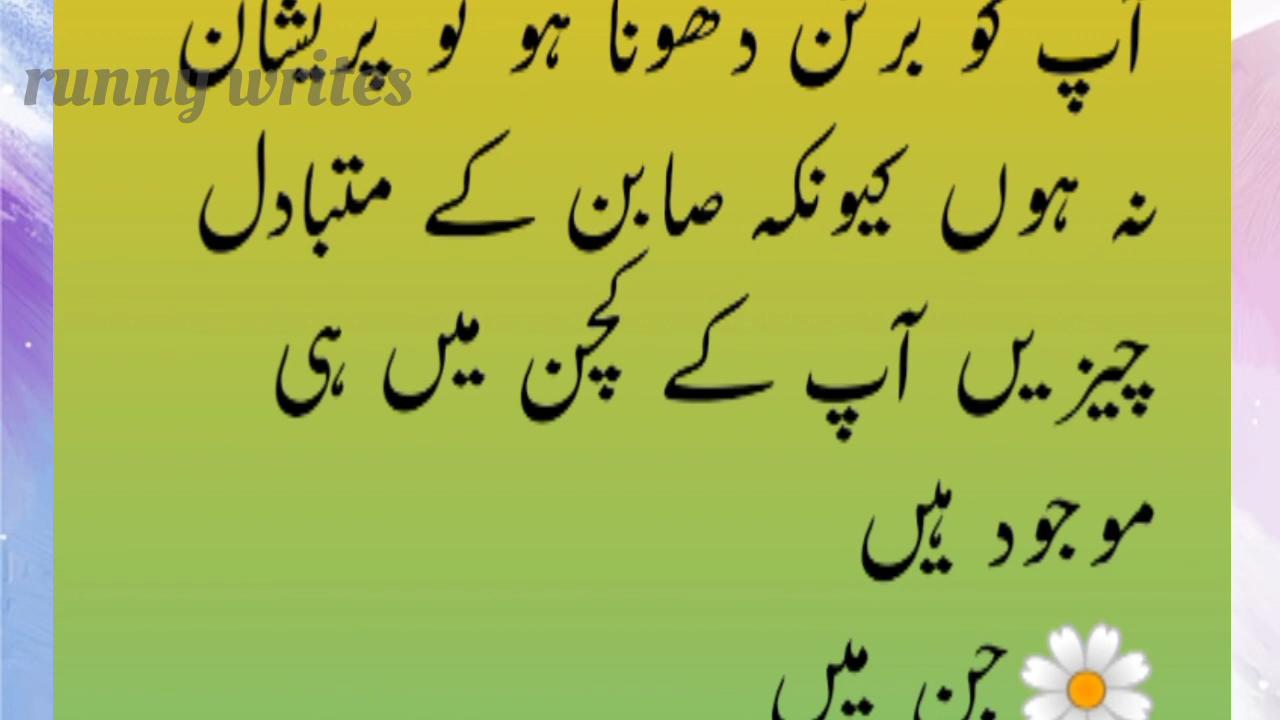 آپ کو برتن دھونا ہو تو پریشان
runny writes
نہ ہوں کیونکہ صابن کے متبادل
چیزیں آپ کے کچن میں ہی
موجود ہیں
جن میں